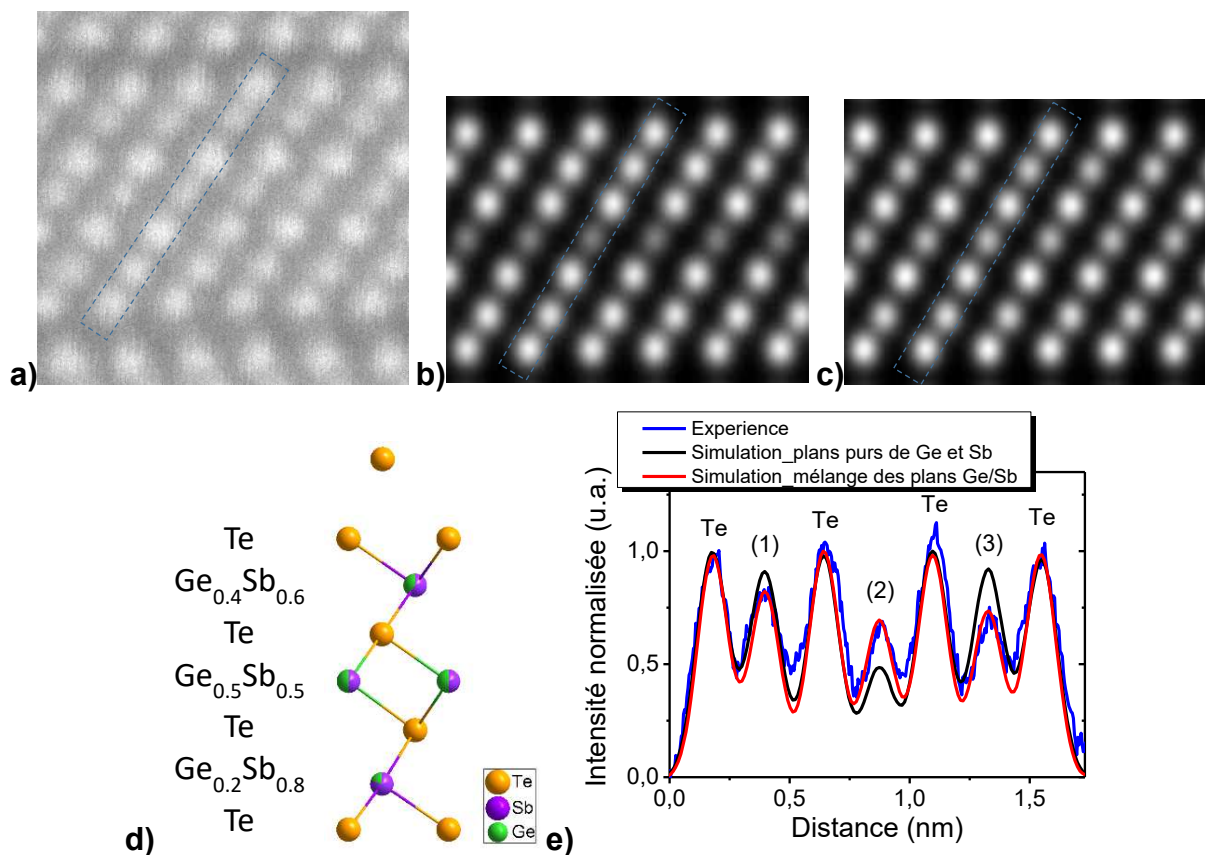 a)
b)
c)
Te
Ge0.4Sb0.6
Te
Ge0.5Sb0.5
Te
Ge0.2Sb0.8
Te
d)
Te
Sb
Ge
Experience
Simulation_plans purs de Ge et Sb
Simulation_mélange des plans Ge/Sb
Te
(1)
Te
(2)
Te
(3)
Te
Intensité normalisée (u.a.)
1,0
0,5
0,0
0,0
0,5
1,0
1,5
Distance (nm)
e)